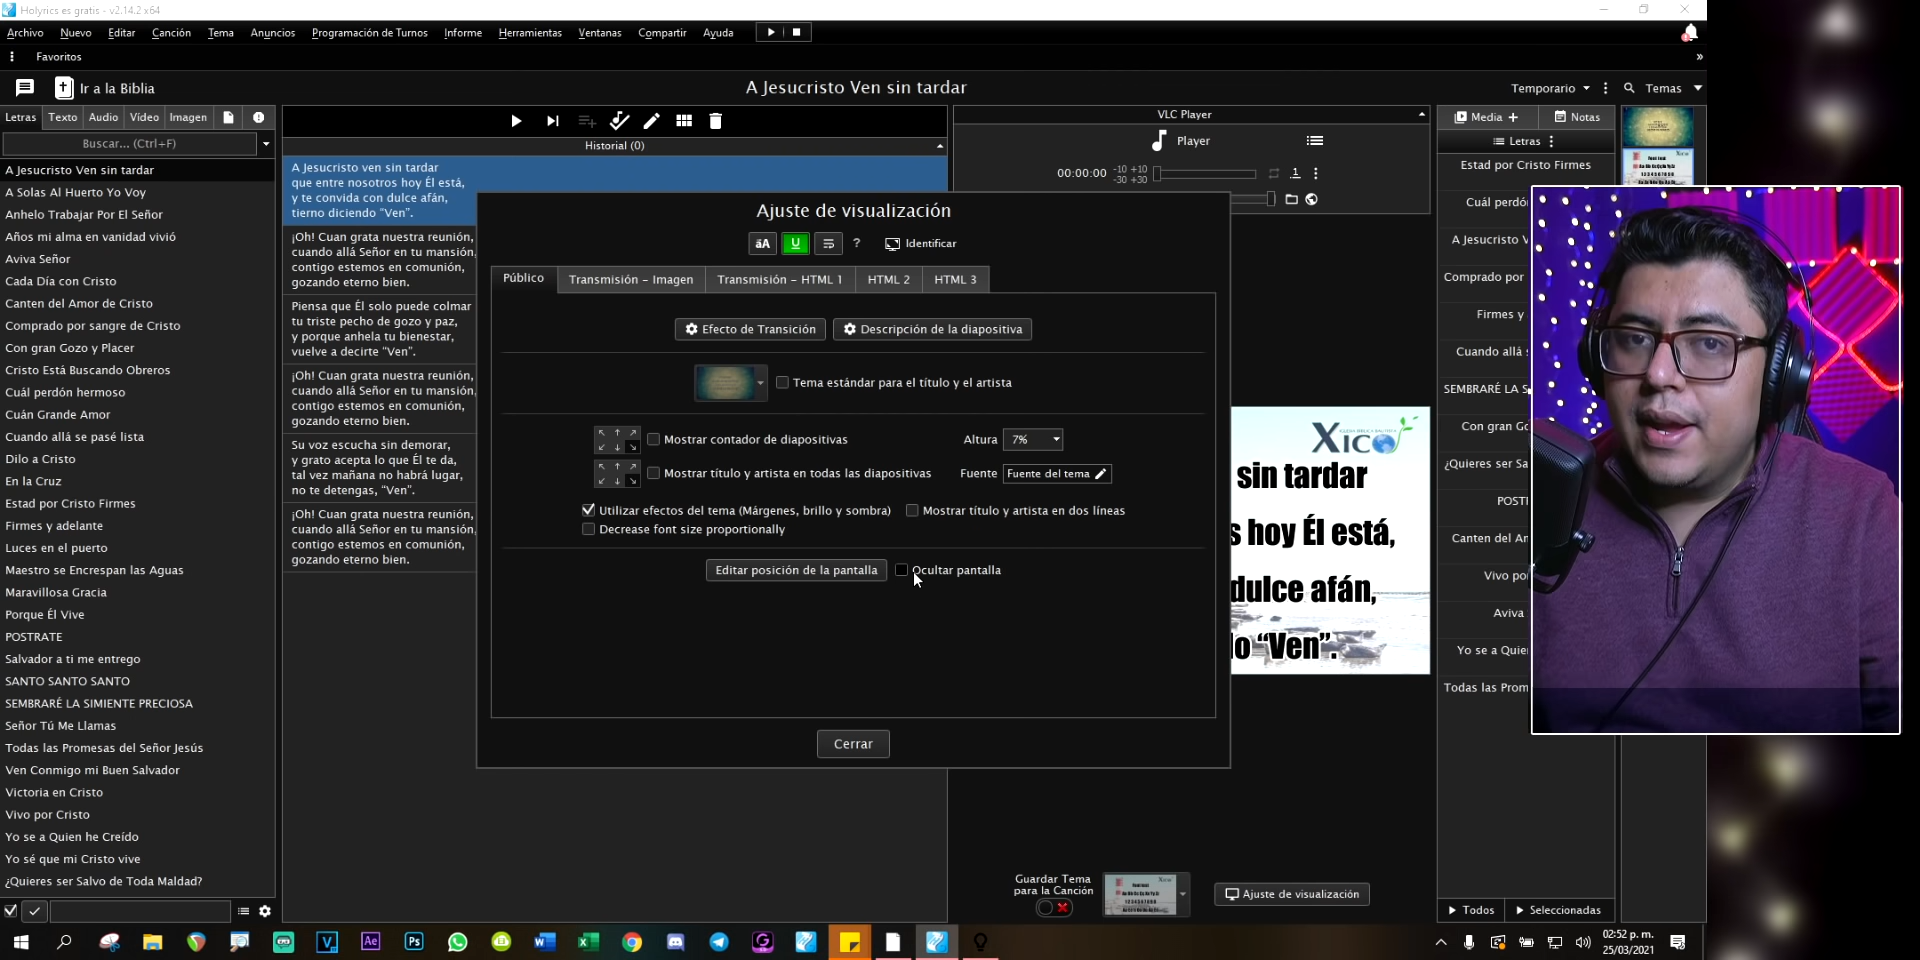 Holyrics es gratis - v2.14.2 x64
Archivo Nuevo Editar Canción Tema Anuncios Programación de Turnos Informe Herramientas Ventanas Compartir Ayuda
Favoritos
Ir a la Biblia
A Jesucristo Ven sin tardar
Temporario
Temas
Letras Texto Audio Vídeo Imagen
Buscar... (Ctrl+F)
A Jesucristo Ven sin tardar
A Solas Al Huerto Yo Voy
Anhelo Trabajar Por El Señor
Años mi alma en vanidad vivió
Aviva Señor
Cada Día con Cristo
Canten del Amor de Cristo
Comprado por sangre de Cristo
Con gran Gozo y Placer
Cristo Está Buscando Obreros
Cuál perdón hermoso
Cuán Grande Amor
Cuando allá se pasé lista
Dilo a Cristo
En la Cruz
Estad por Cristo Firmes
Firmes y adelante
Luces en el puerto
Maestro se Encrespan las Aguas
Maravillosa Gracia
Porque Él Vive
POSTRATE
Salvador a ti me entrego
SANTO SANTO SANTO
SEMBRARÉ LA SIMIENTE PRECIOSA
Señor Tú Me Llamas
Todas las Promesas del Señor Jesús
Ven Conmigo mi Buen Salvador
Victoria en Cristo
Vivo por Cristo
Yo se a Quien he Creído
Yo sé que mi Cristo vive
¿Quieres ser Salvo de Toda Maldad?
Historial (0)
A Jesucristo ven sin tardar
que entre nosotros hoy Él está,
y te convida con dulce afán,
tierno diciendo “Ven”.
¡Oh! Cuan grata nuestra reunión,
cuando allá Señor en tu mansión,
contigo estemos en comunión,
gozando eterno bien.
Piensa que Él solo puede colmar
tu triste pecho de gozo y paz,
y porque anhela tu bienestar,
vuelve a decirte “Ven”.
¡Oh! Cuan grata nuestra reunión,
cuando allá Señor en tu mansión,
contigo estemos en comunión,
gozando eterno bien.
Su voz escucha sin demorar,
y grato acepta lo que Él te da,
tal vez mañana no habrá lugar,
no te detengas, “Ven”.
¡Oh! Cuan grata nuestra reunión,
cuando allá Señor en tu mansión,
contigo estemos en comunión,
gozando eterno bien.
VLC Player
Player
00:00:00
-10 +10
-30 +30
1
Ajuste de visualización
äA U ? Identificar
Público Transmisión - Imagen Transmisión - HTML 1 HTML 2 HTML 3
Efecto de Transición Descripción de la diapositiva
Tema estándar para el título y el artista
Mostrar contador de diapositivas Altura 7%
Mostrar título y artista en todas las diapositivas Fuente Fuente del tema
Utilizar efectos del tema (Márgenes, brillo y sombra) Mostrar título y artista en dos líneas
Decrease font size proportionally
Editar posición de la pantalla Ocultar pantalla
Cerrar
Xico
sin tardar
s hoy Él está,
dulce afán,
lo “Ven”.
Guardar Tema
para la Canción
Ajuste de visualización
Media + Notas
Letras
Estad por Cristo Firmes
Cuál perdó
A Jesucristo V
Comprado por
Firmes y
Cuando allá s
SEMBRARÉ LA S
Con gran Go
¿Quieres ser Sa
POSTR
Canten del Am
Vivo po
Aviva
Yo se a Quie
Todas las Prom
Todos Seleccionadas
Ae Ps
02:52 p. m.
25/03/2021